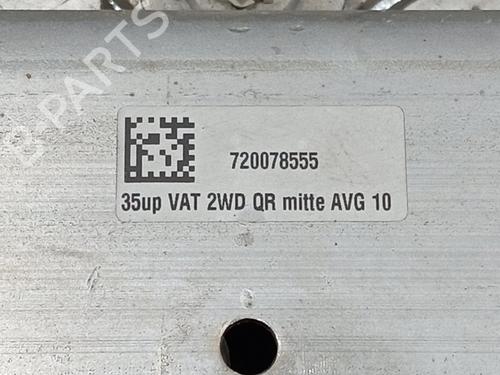 B-PARTS
720078555
35up VAT 2WD QR mitte AVG 10